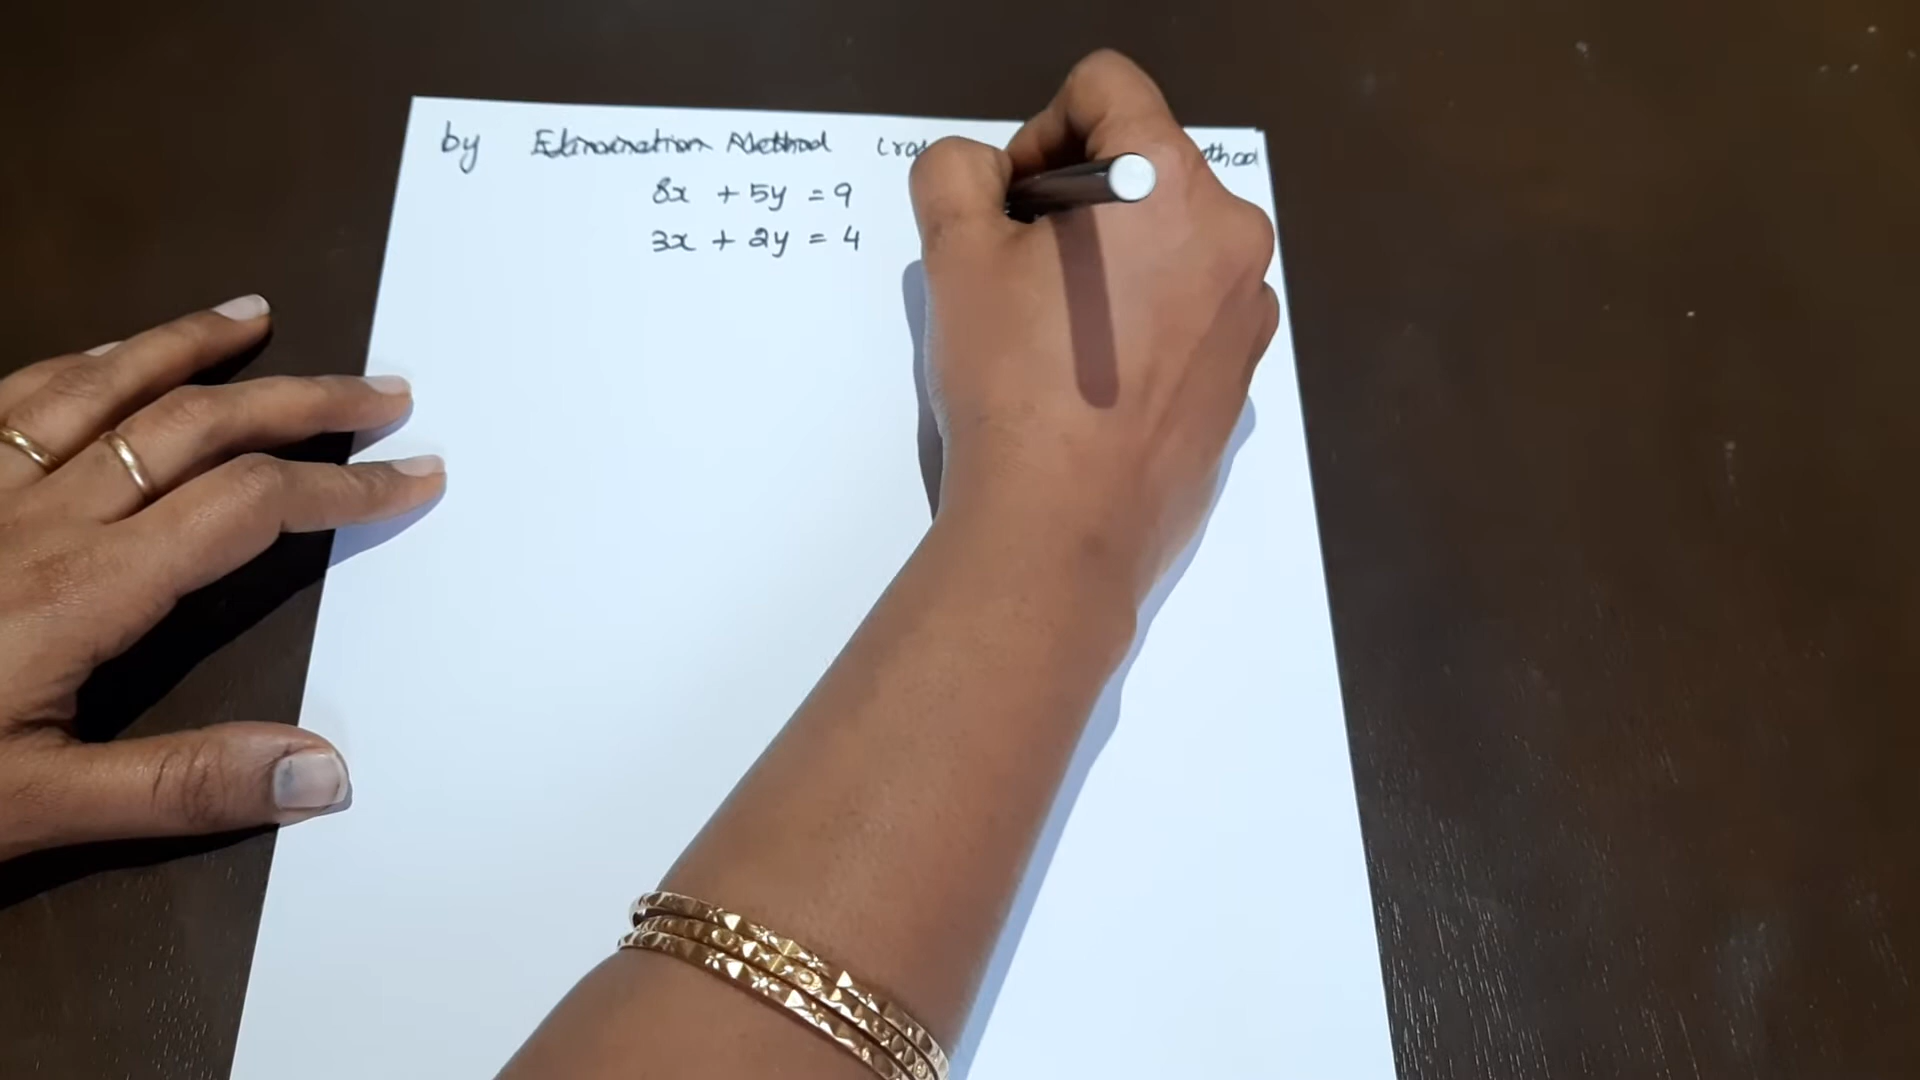 by Elimination Method
8x + 5y = 9
3x + 2y = 4